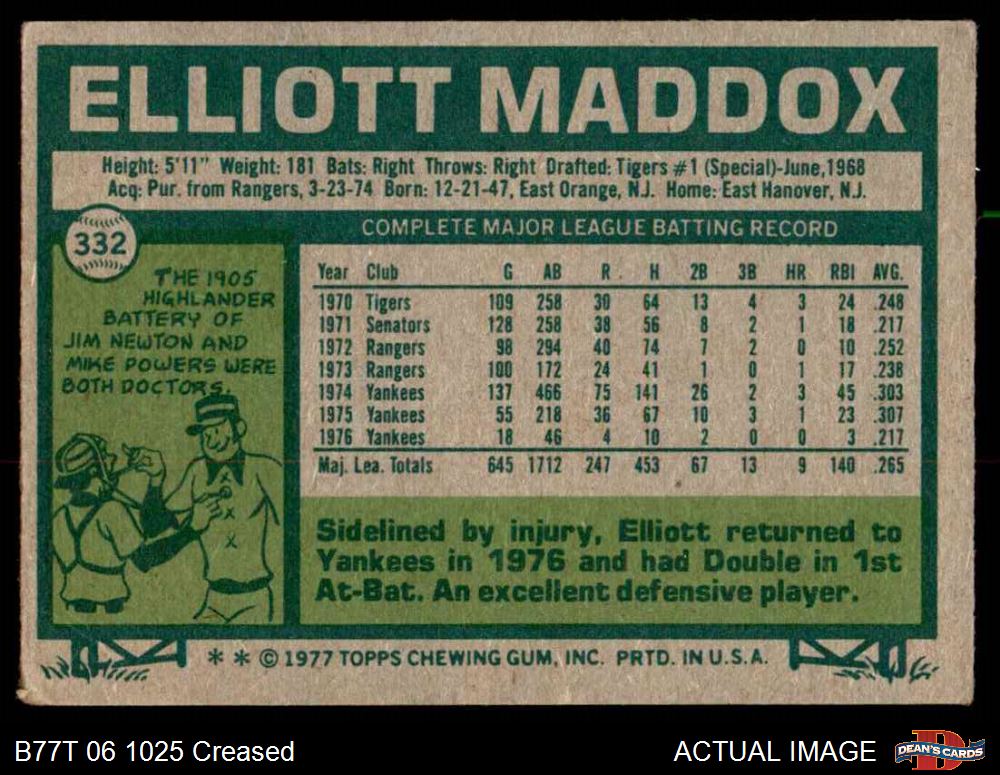 ELLIOTT MADDOX
Height: 5'11" Weight: 181 Bats: Right Throws: Right Drafted: Tigers #1 (Special)-June,1968
Acq: Pur. from Rangers, 3-23-74 Born: 12-21-47, East Orange, N.J. Home: East Hanover, N.J.
332
THE 1905
HIGHLANDER
BATTERY OF
JIM NEWTON AND
MIKE POWERS WERE
BOTH DOCTORS.
COMPLETE MAJOR LEAGUE BATTING RECORD
Year Club G AB R H 2B 3B HR RBI AVG.
1970 Tigers 109 258 30 64 13 4 3 24 .248
1971 Senators 128 258 38 56 8 2 1 18 .217
1972 Rangers 98 294 40 74 7 2 0 10 .252
1973 Rangers 100 172 24 41 1 0 1 17 .238
1974 Yankees 137 466 75 141 26 2 3 45 .303
1975 Yankees 55 218 36 67 10 3 1 23 .307
1976 Yankees 18 46 4 10 2 0 0 3 .217
Maj. Lea. Totals 645 1712 247 453 67 13 9 140 .265
Sidelined by injury, Elliott returned to
Yankees in 1976 and had Double in 1st
At-Bat. An excellent defensive player.
* * © 1977 TOPPS CHEWING GUM, INC. PRTD. IN U.S.A.
B77T 06 1025 Creased
ACTUAL IMAGE
D
DEAN'S CARDS